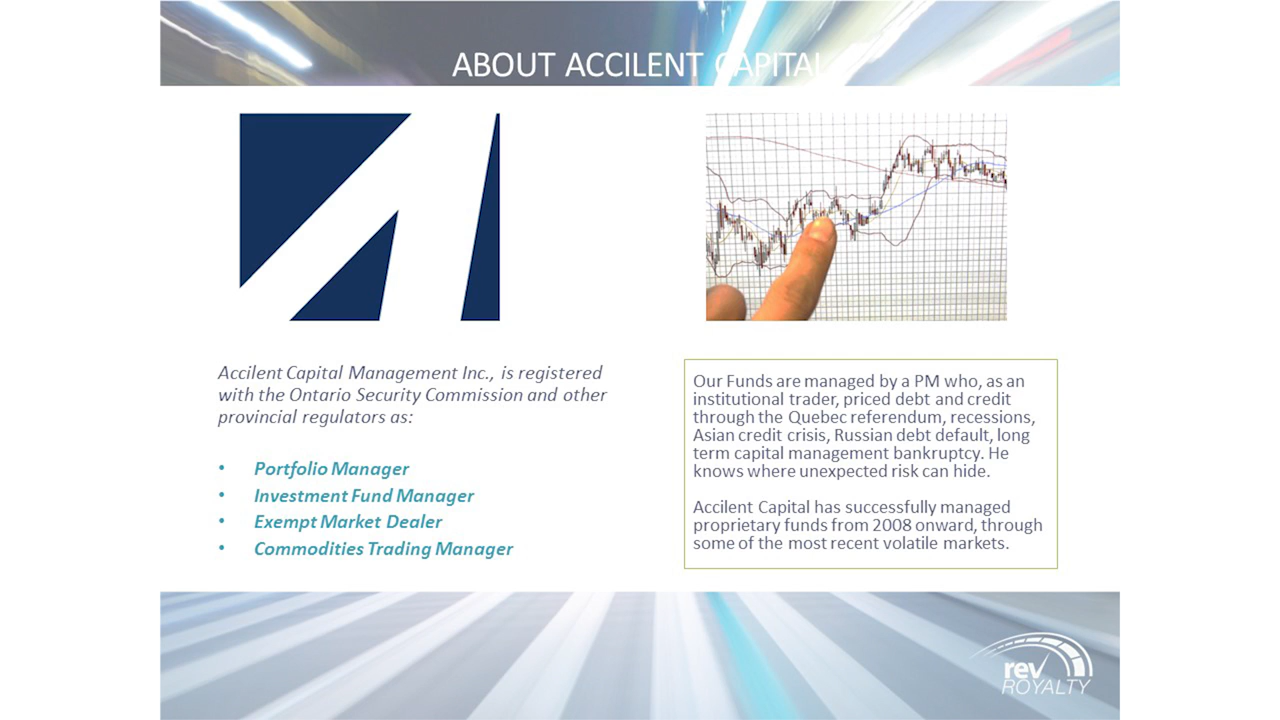 ABOUT ACCILENT CAPITAL
Accilent Capital Management Inc., is registered
with the Ontario Security Commission and other
provincial regulators as:
• Portfolio Manager
• Investment Fund Manager
• Exempt Market Dealer
• Commodities Trading Manager
Our Funds are managed by a PM who, as an
institutional trader, priced debt and credit
through the Quebec referendum, recessions,
Asian credit crisis, Russian debt default, long
term capital management bankruptcy. He
knows where unexpected risk can hide.
Accilent Capital has successfully managed
proprietary funds from 2008 onward, through
some of the most recent volatile markets.
rev
ROYALTY